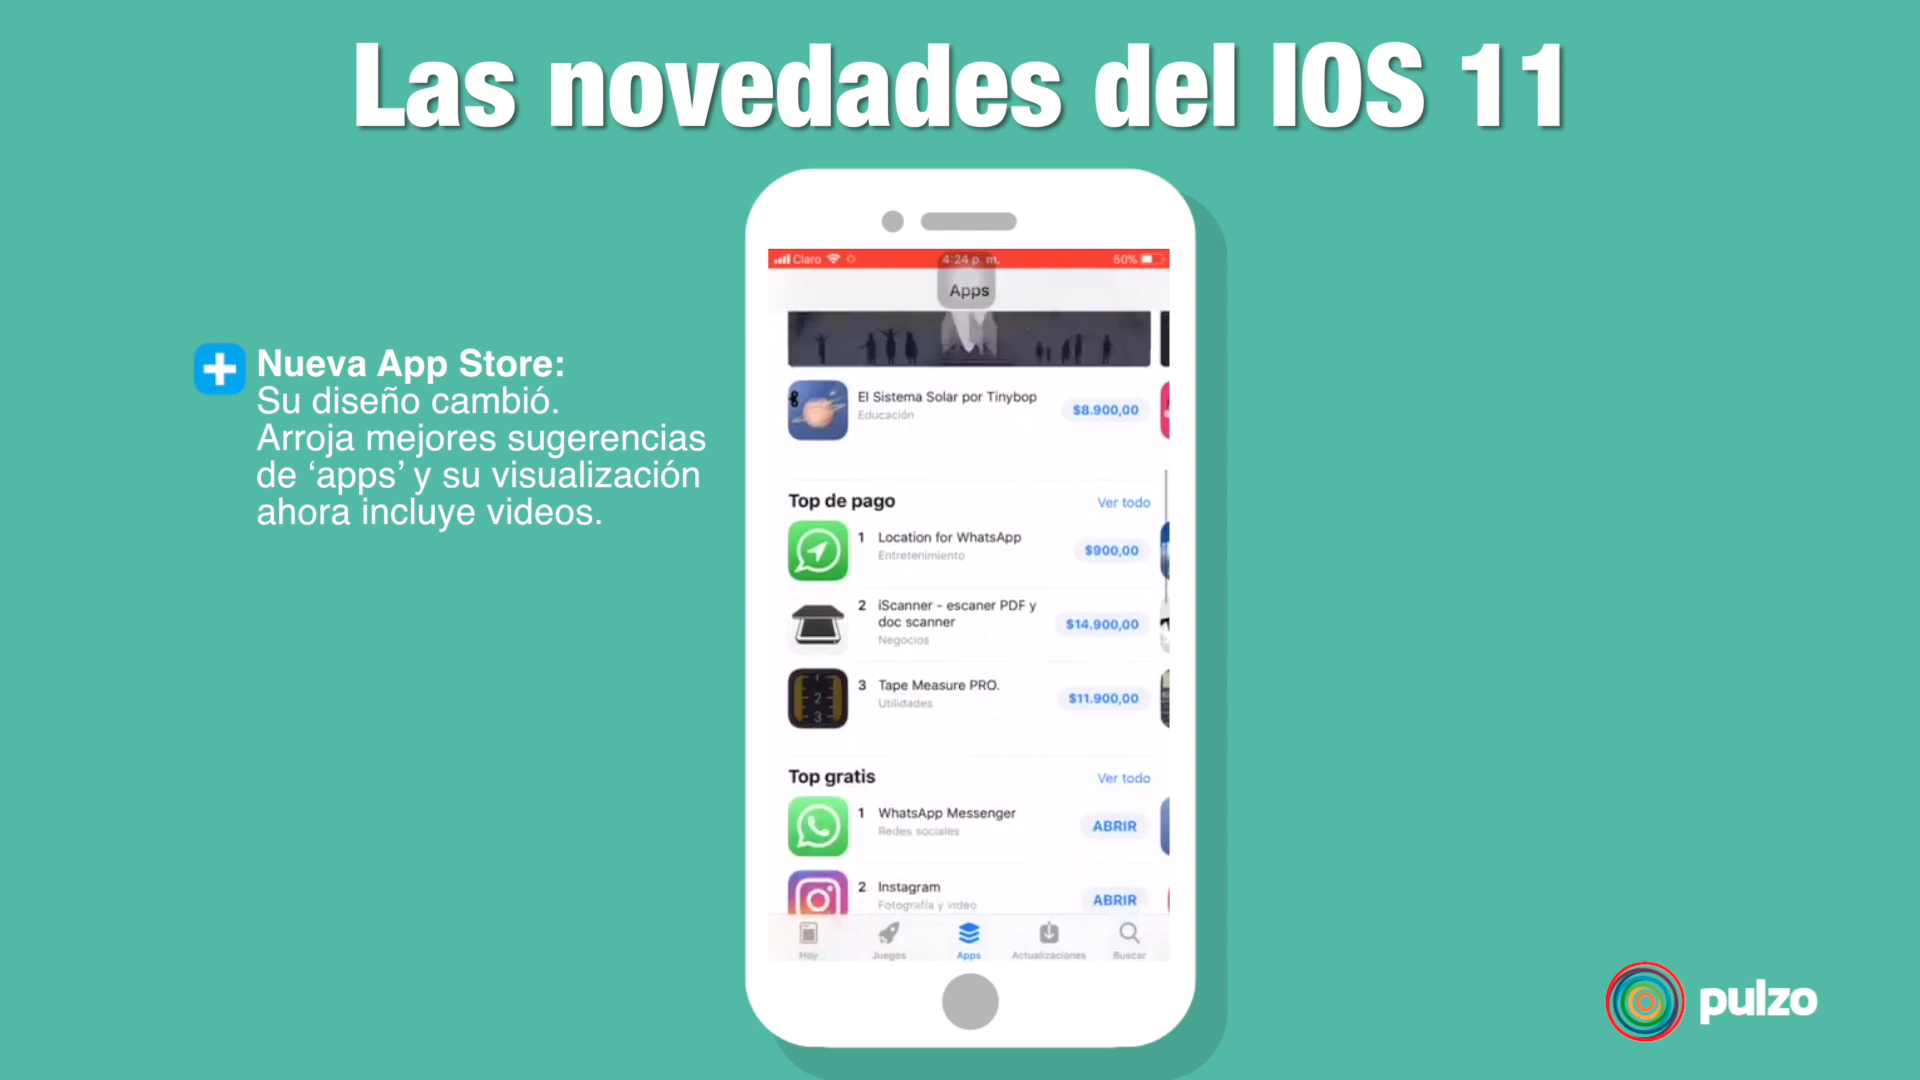 Las novedades del IOS 11
Claro 4:24 p. m. 50%
Apps
Nueva App Store:
Su diseño cambió.
Arroja mejores sugerencias
de ‘apps’ y su visualización
ahora incluye videos.
El Sistema Solar por Tinybop
Educación
$8.900,00
Top de pago Ver todo
1 Location for WhatsApp
Entretenimiento
$900,00
2 iScanner - escaner PDF y
doc scanner
Negocios
$14.900,00
1
2
3
3 Tape Measure PRO.
Utilidades
$11.900,00
Top gratis Ver todo
1 WhatsApp Messenger
Redes sociales
ABRIR
2 Instagram
Fotografía y video
ABRIR
Hoy Juegos Apps Actualizaciones Buscar
pulzo